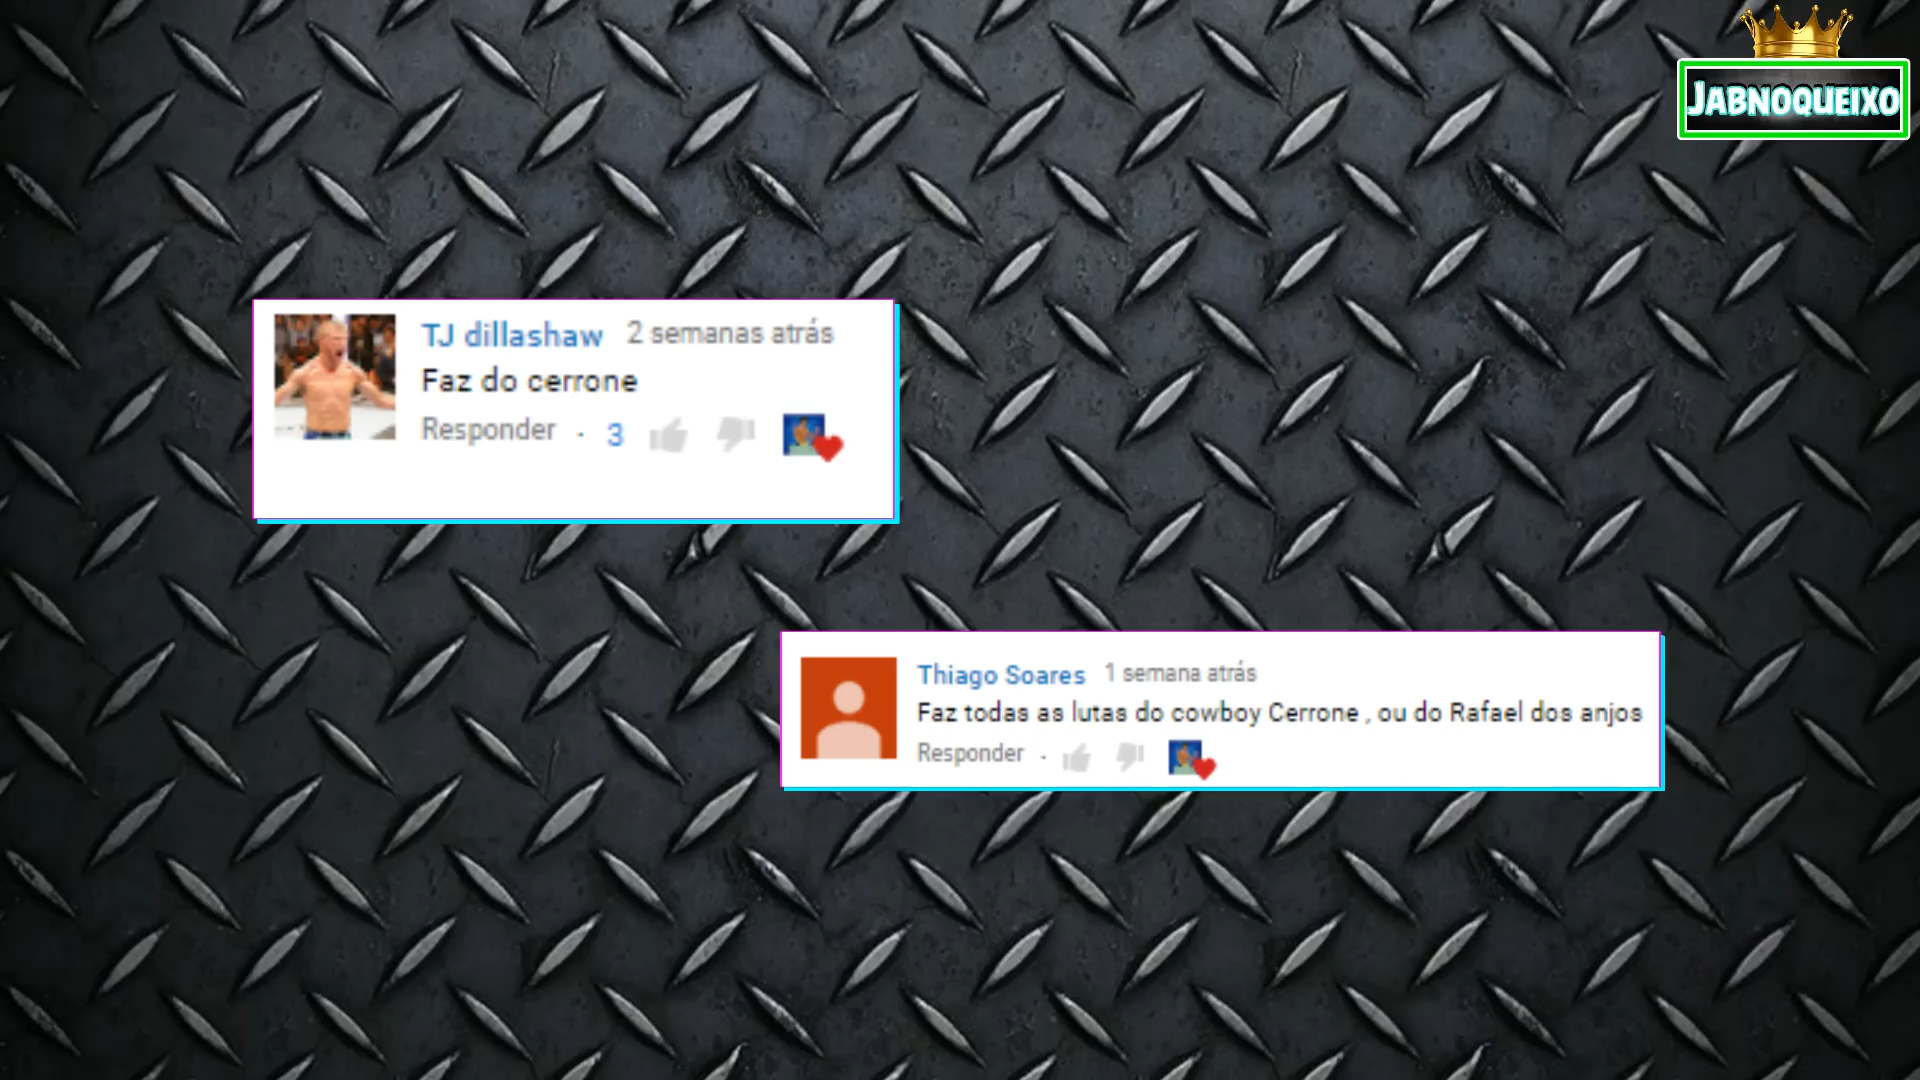 JABNOQUEIXO
TJ dillashaw 2 semanas atrás
Faz do cerrone
Responder · 3
Thiago Soares 1 semana atrás
Faz todas as lutas do cowboy Cerrone , ou do Rafael dos anjos
Responder ·